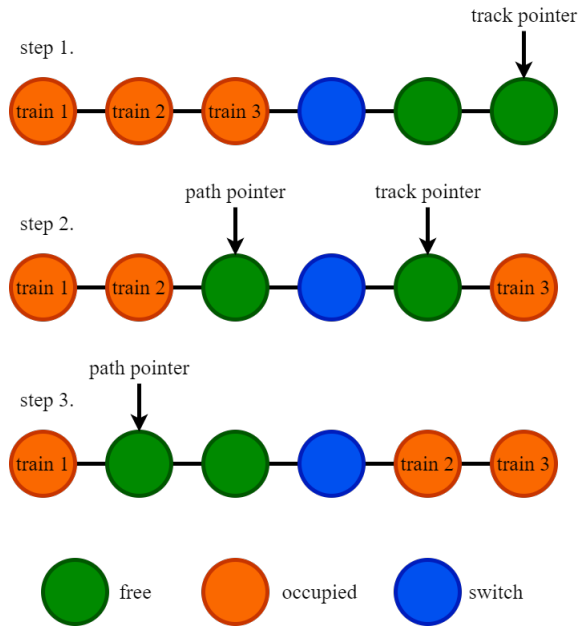 track pointer
step 1.
train 1 train 2 train 3
path pointer track pointer
step 2.
train 1 train 2 train 3
path pointer
step 3.
train 1 train 2 train 3
free occupied switch